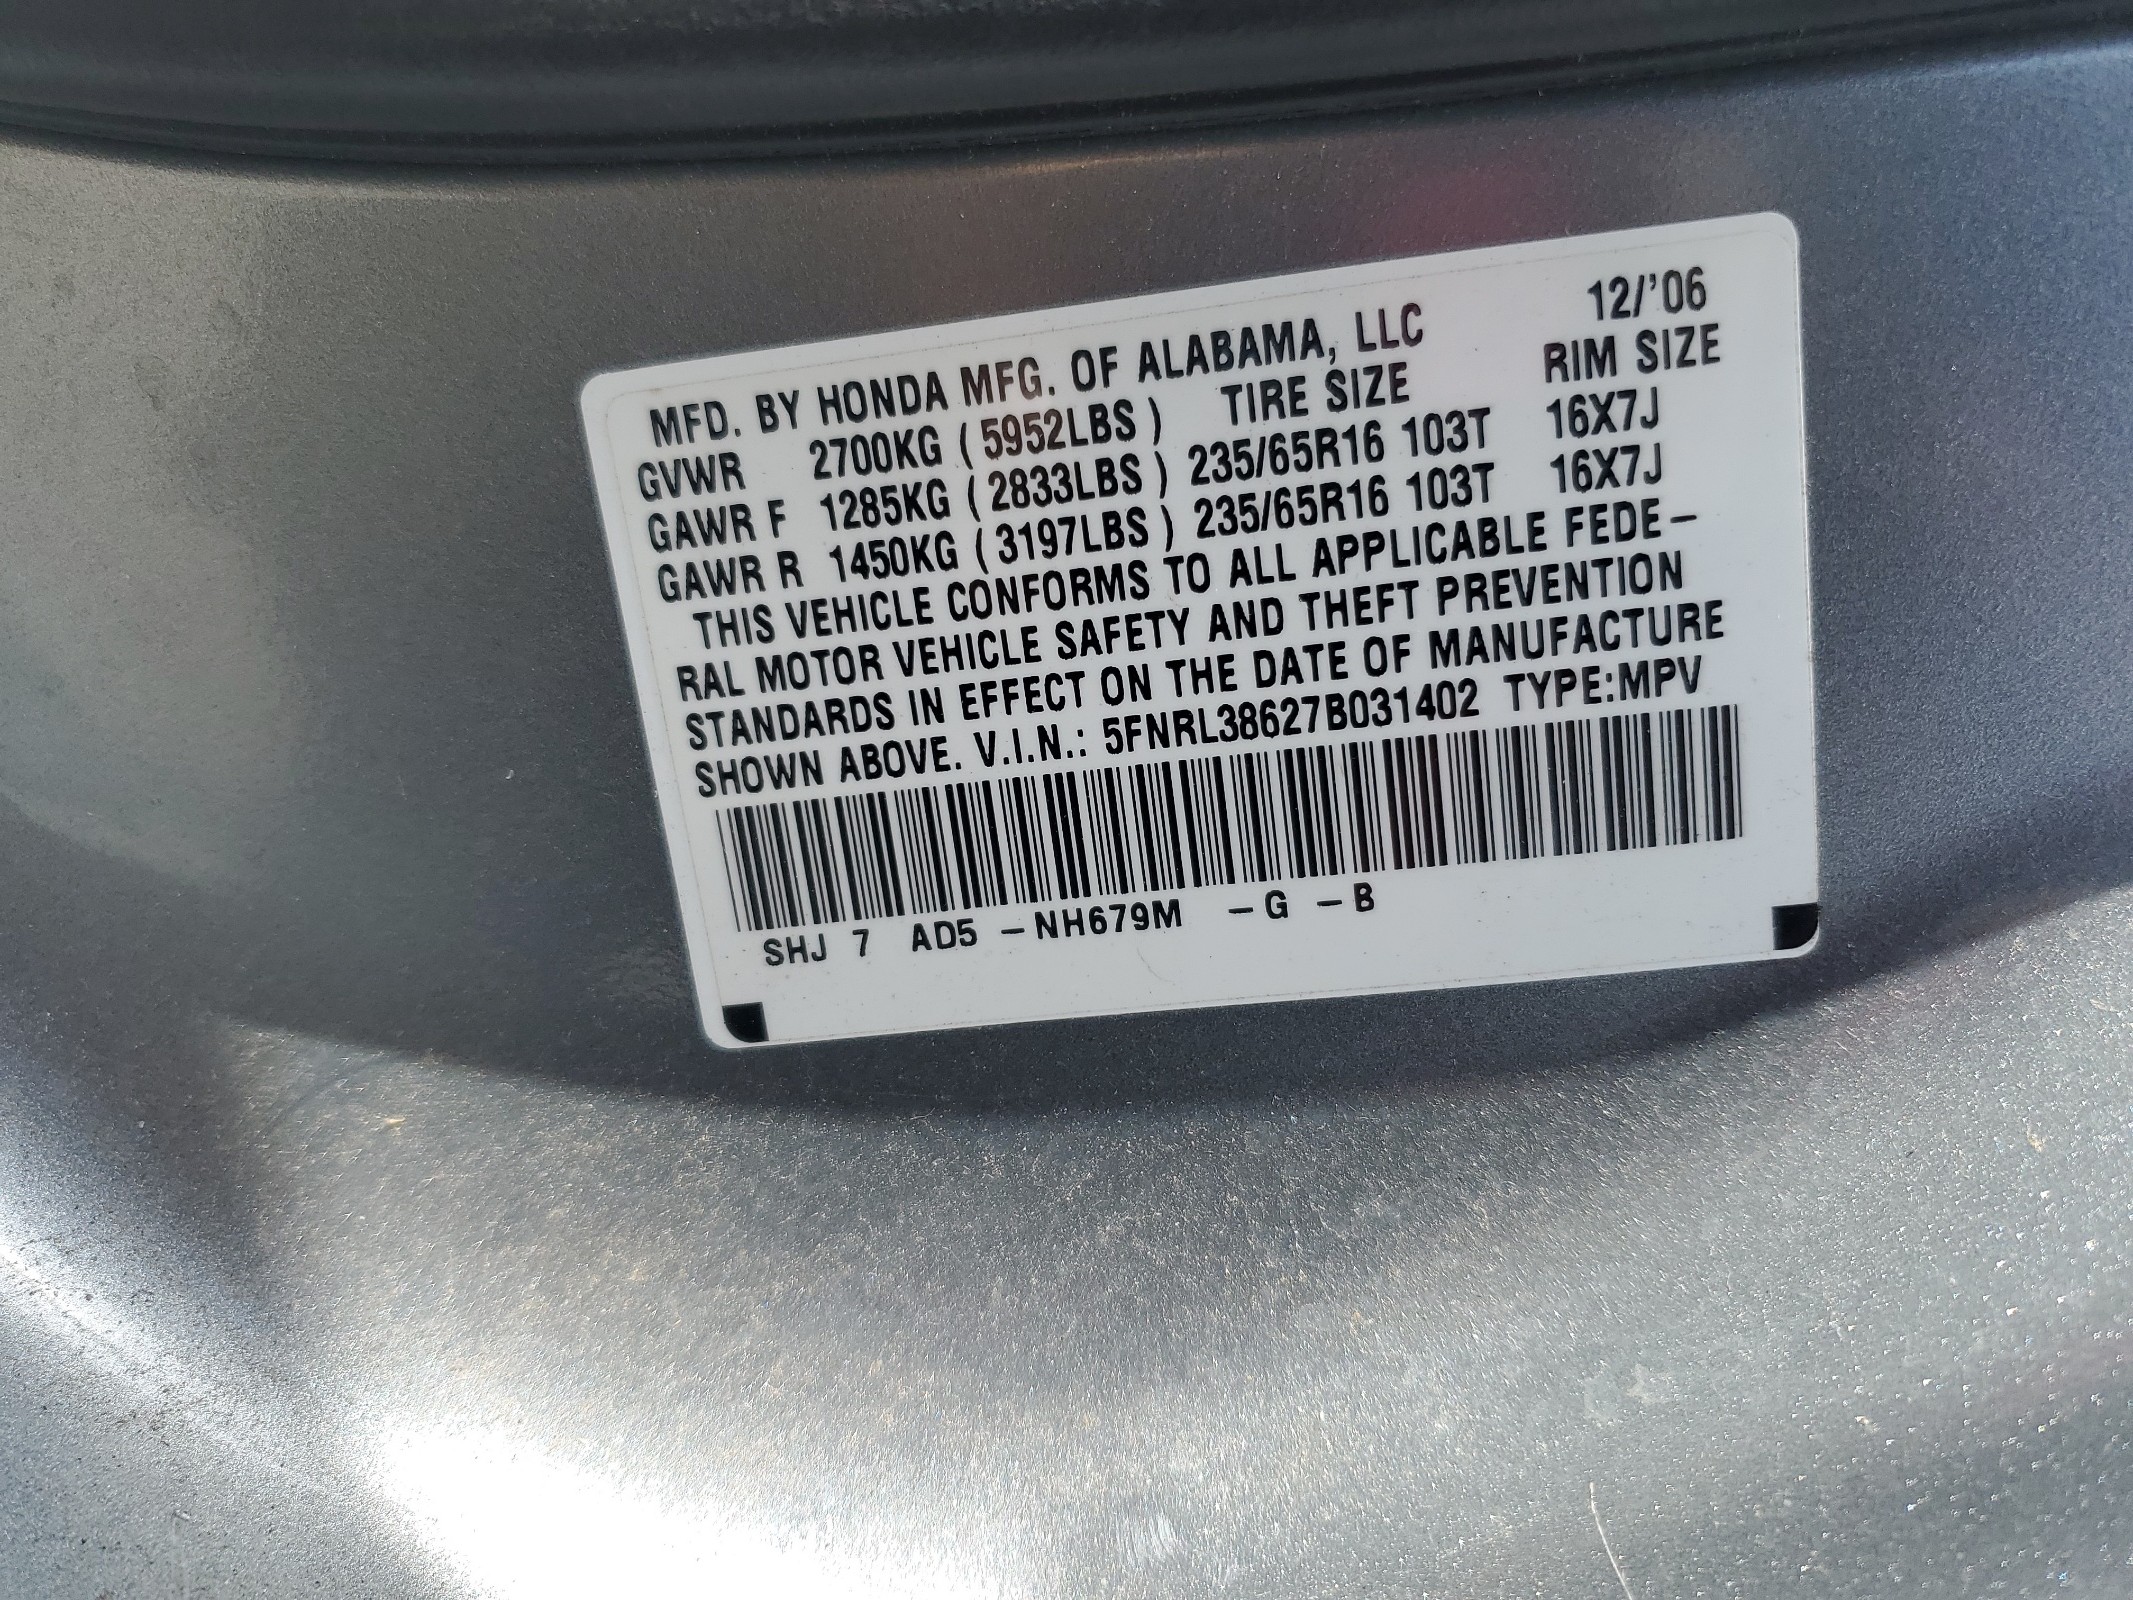 MFD. BY HONDA MFG. OF ALABAMA, LLC 12/'06
GVWR 2700KG ( 5952LBS ) TIRE SIZE RIM SIZE
GAWR F 1285KG ( 2833LBS ) 235/65R16 103T 16X7J
GAWR R 1450KG ( 3197LBS ) 235/65R16 103T 16X7J
THIS VEHICLE CONFORMS TO ALL APPLICABLE FEDE-
RAL MOTOR VEHICLE SAFETY AND THEFT PREVENTION
STANDARDS IN EFFECT ON THE DATE OF MANUFACTURE
SHOWN ABOVE. V.I.N.: 5FNRL38627B031402 TYPE:MPV
SHJ 7 AD5 -NH679M -G -B